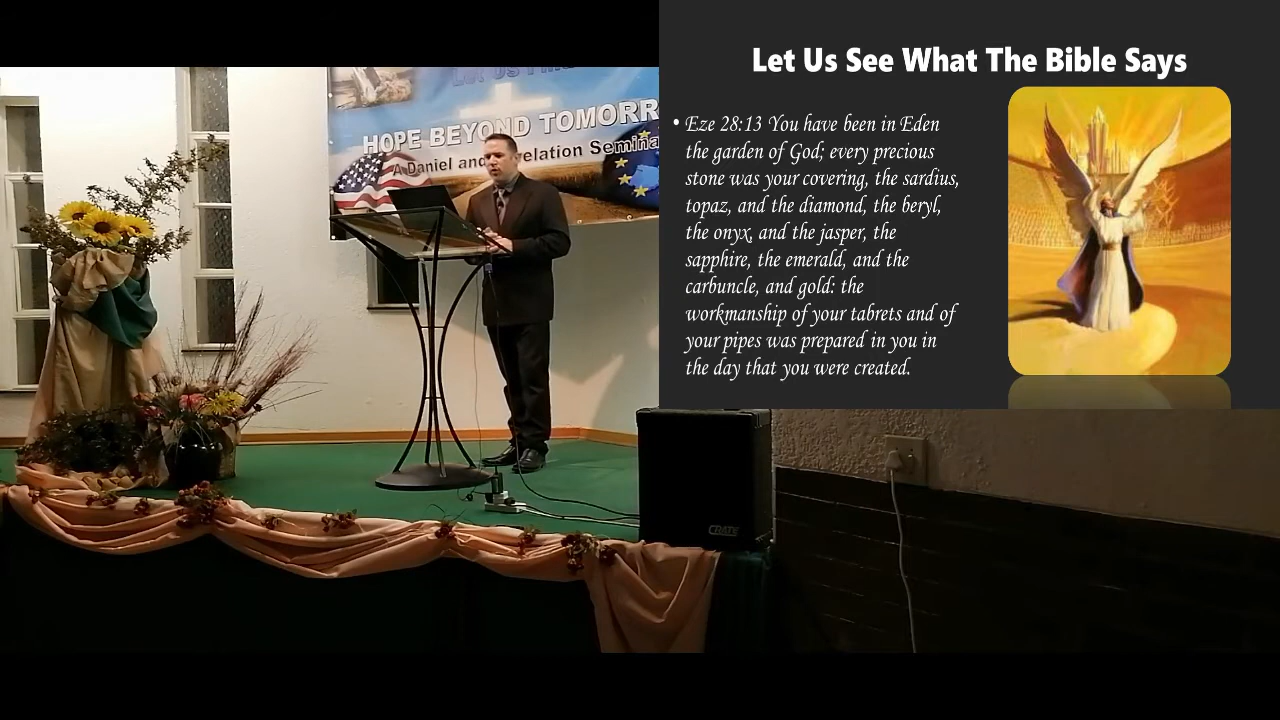 HOPE BEYOND TOMORR
A Daniel and Revelation Semina
Let Us See What The Bible Says
• Eze 28:13 You have been in Eden
the garden of God; every precious
stone was your covering, the sardius,
topaz, and the diamond, the beryl,
the onyx, and the jasper, the
sapphire, the emerald, and the
carbuncle, and gold: the
workmanship of your tabrets and of
your pipes was prepared in you in
the day that you were created.
CRATE